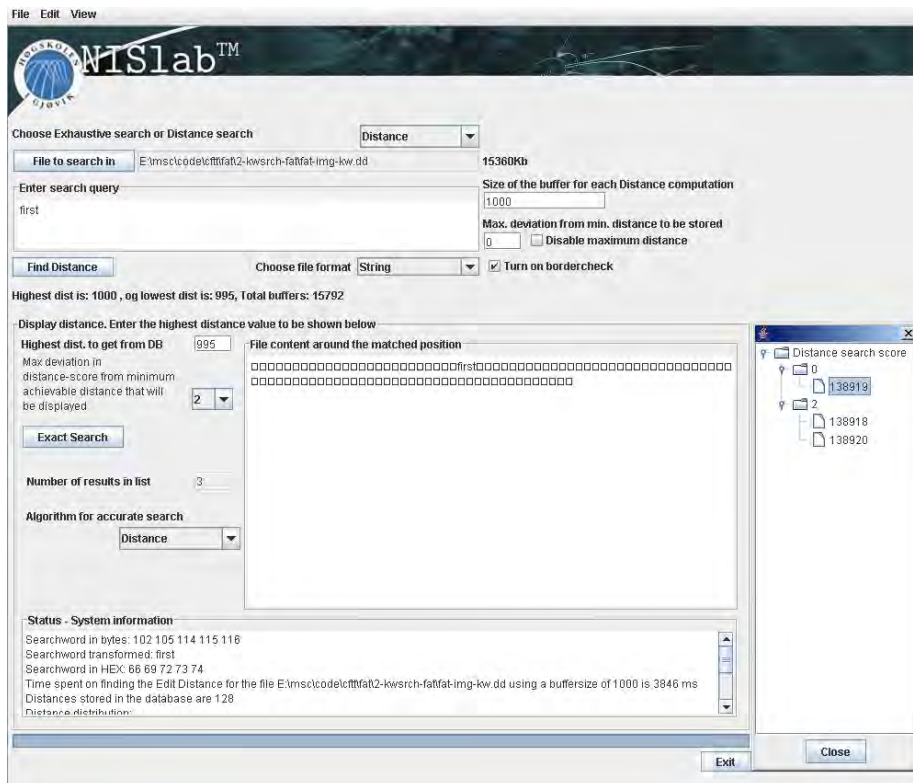 File Edit View
HØGSKOLEN I GJØVIK
NISlab™
Choose Exhaustive search or Distance search
Distance
File to search in
E:\msc\code\cftt\fat\2-kwsrch-fat\fat-img-kw.dd
15360Kb
Enter search query
first
Size of the buffer for each Distance computation
1000
Max. deviation from min. distance to be stored
0
Disable maximum distance
Find Distance
Choose file format
String
Turn on bordercheck
Highest dist is: 1000 , og lowest dist is: 995, Total buffers: 15792
Display distance. Enter the highest distance value to be shown below
Highest dist. to get from DB
995
Max deviation in
distance-score from minimum
achievable distance that will
be displayed
2
Exact Search
Number of results in list
3
Algorithm for accurate search
Distance
File content around the matched position
first
Status - System information
Searchword in bytes: 102 105 114 115 116
Searchword transformed: first
Searchword in HEX: 66 69 72 73 74
Time spent on finding the Edit Distance for the file E:\msc\code\cftt\fat\2-kwsrch-fat\fat-img-kw.dd using a buffersize of 1000 is 3846 ms
Distances stored in the database are 128
Distance distribution:
Exit
Distance search score
0
138919
2
138918
138920
Close